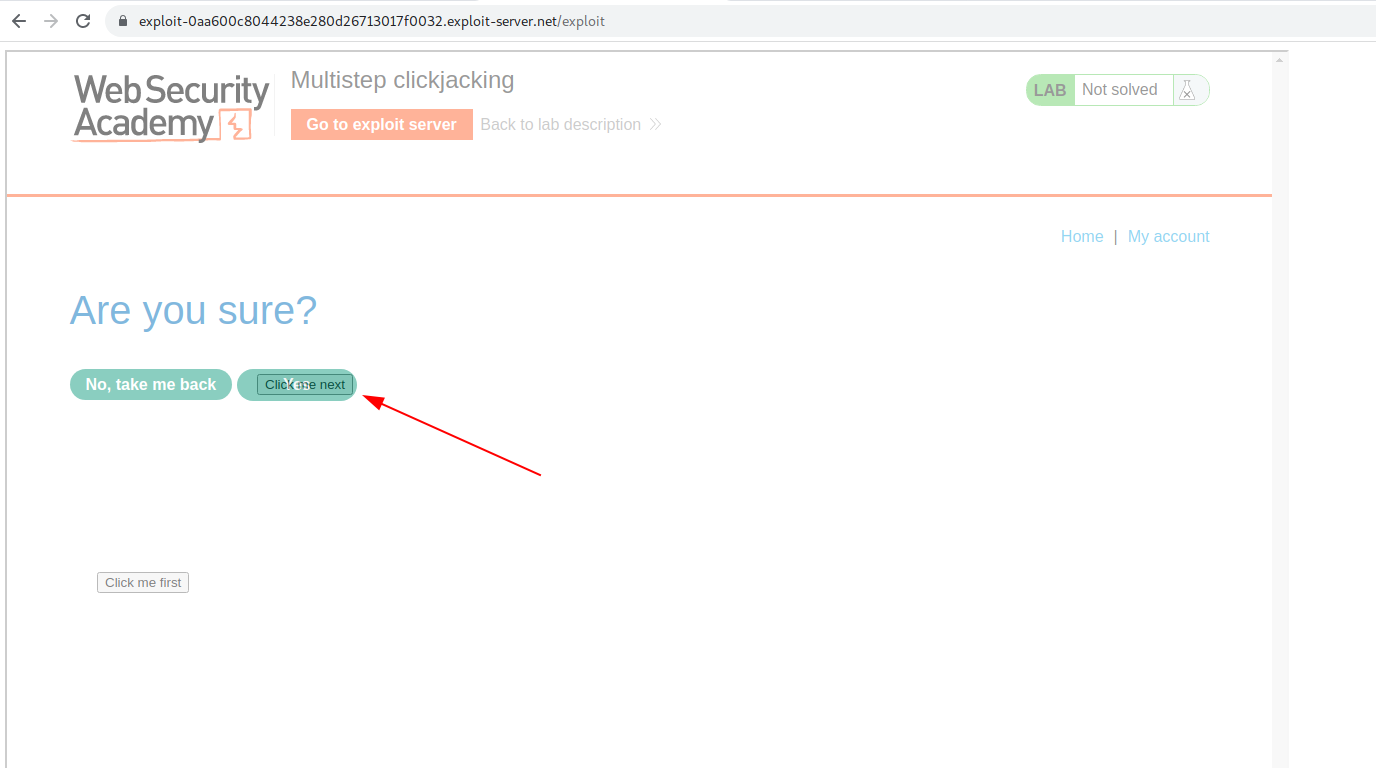 exploit-0aa600c8044238e280d26713017f0032.exploit-server.net/exploit
Web Security
Academy
Multistep clickjacking
Go to exploit server Back to lab description
LAB Not solved
Home | My account
Are you sure?
No, take me back
Yes
Click me next
Click me first